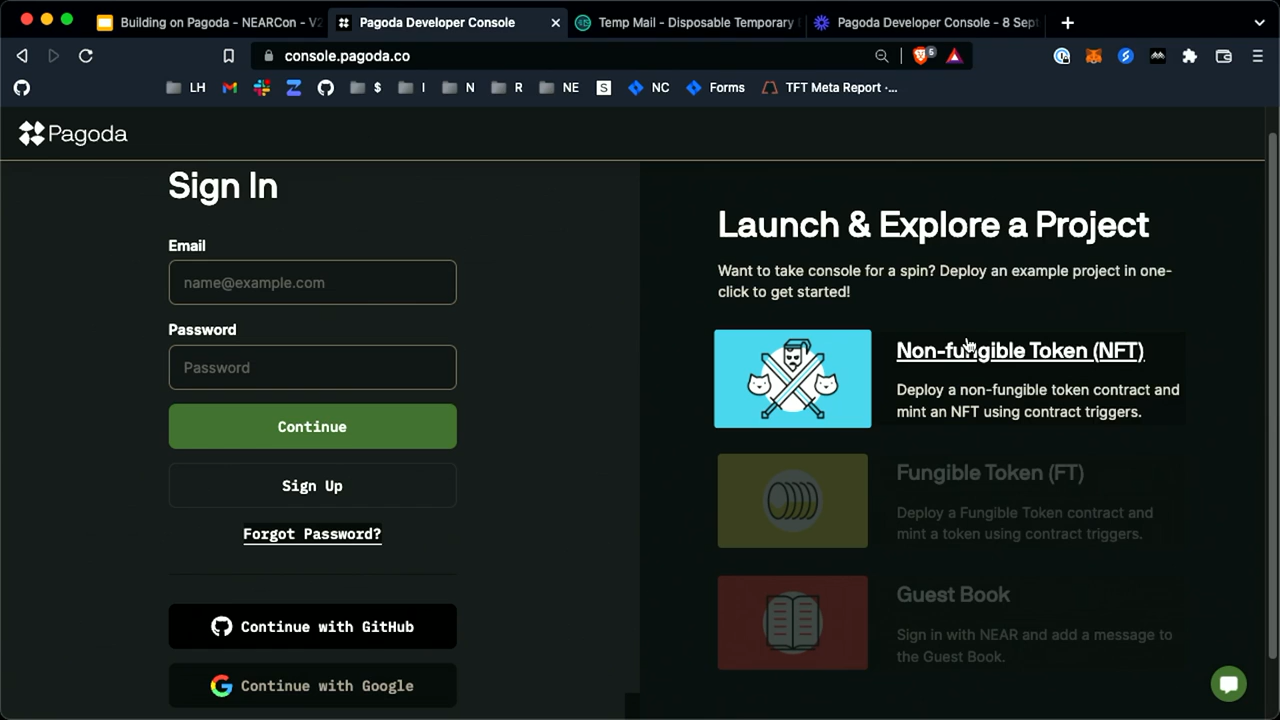 Building on Pagoda - NEARCon - V2
Pagoda Developer Console
Temp Mail - Disposable Temporary
Pagoda Developer Console - 8 Sept
console.pagoda.co
5
LH
$
I
N
R
NE
S
NC
Forms
TFT Meta Report ·...
Pagoda
Sign In
Email
name@example.com
Password
Password
Continue
Sign Up
Forgot Password?
Continue with GitHub
Continue with Google
Launch & Explore a Project
Want to take console for a spin? Deploy an example project in one-
click to get started!
Non-fungible Token (NFT)
Deploy a non-fungible token contract and
mint an NFT using contract triggers.
Fungible Token (FT)
Deploy a Fungible Token contract and
mint a token using contract triggers.
Guest Book
Sign in with NEAR and add a message to
the Guest Book.